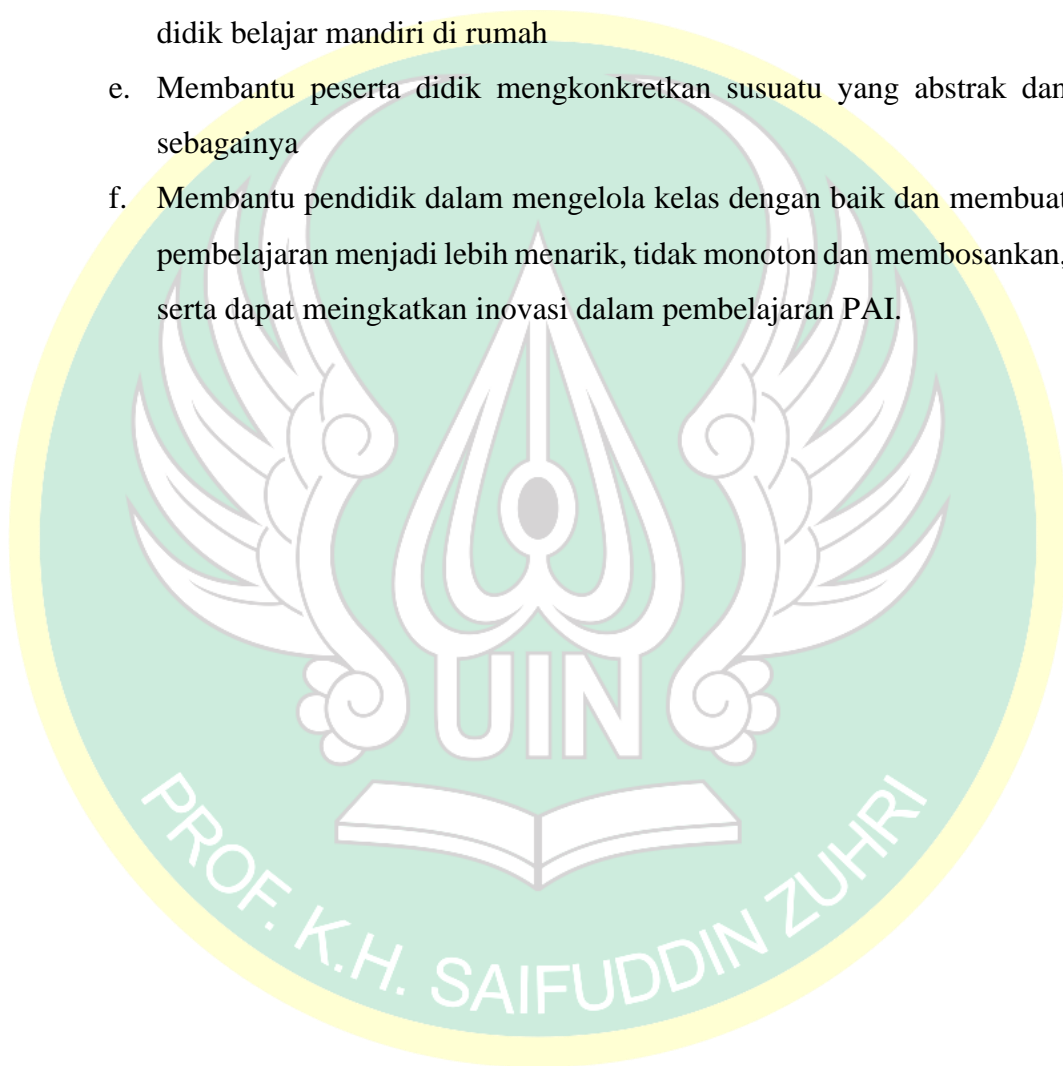 didik belajar mandiri di rumah
e. Membantu peserta didik mengkonkretkan susuatu yang abstrak dan
sebagainya
f. Membantu pendidik dalam mengelola kelas dengan baik dan membuat
pembelajaran menjadi lebih menarik, tidak monoton dan membosankan,
serta dapat meingkatkan inovasi dalam pembelajaran PAI.
UIN
PROF. K.H. SAIFUDDIN ZUHRI